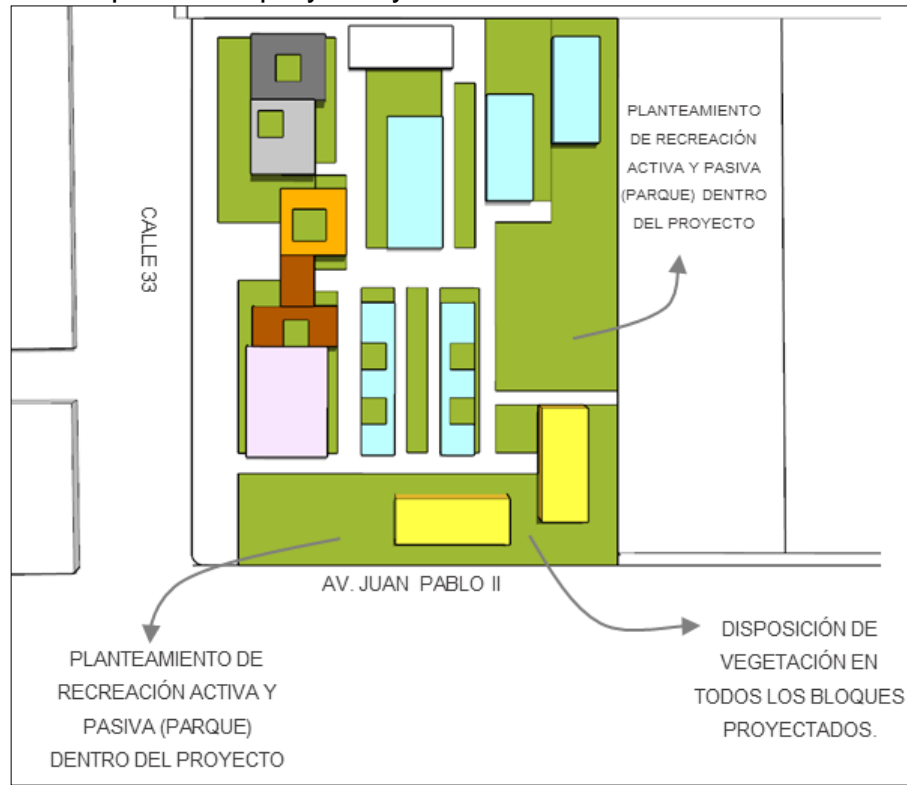 PLANTEAMIENTO
DE RECREACIÓN
ACTIVA Y PASIVA
(PARQUE) DENTRO
DEL PROYECTO
CALLE 33
AV. JUAN PABLO II
PLANTEAMIENTO DE
RECREACIÓN ACTIVA Y
PASIVA (PARQUE)
DENTRO DEL PROYECTO
DISPOSICIÓN DE
VEGETACIÓN EN
TODOS LOS BLOQUES
PROYECTADOS.